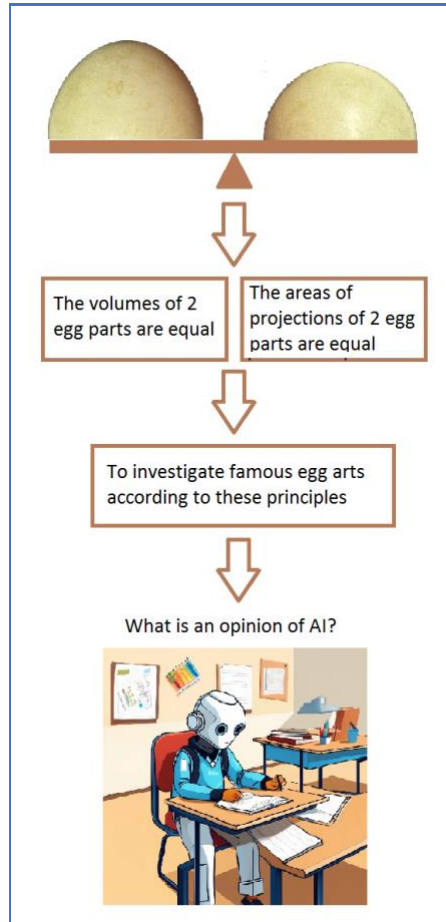 The volumes of 2
egg parts are equal
The areas of
projections of 2 egg
parts are equal
To investigate famous egg arts
according to these principles
What is an opinion of AI?